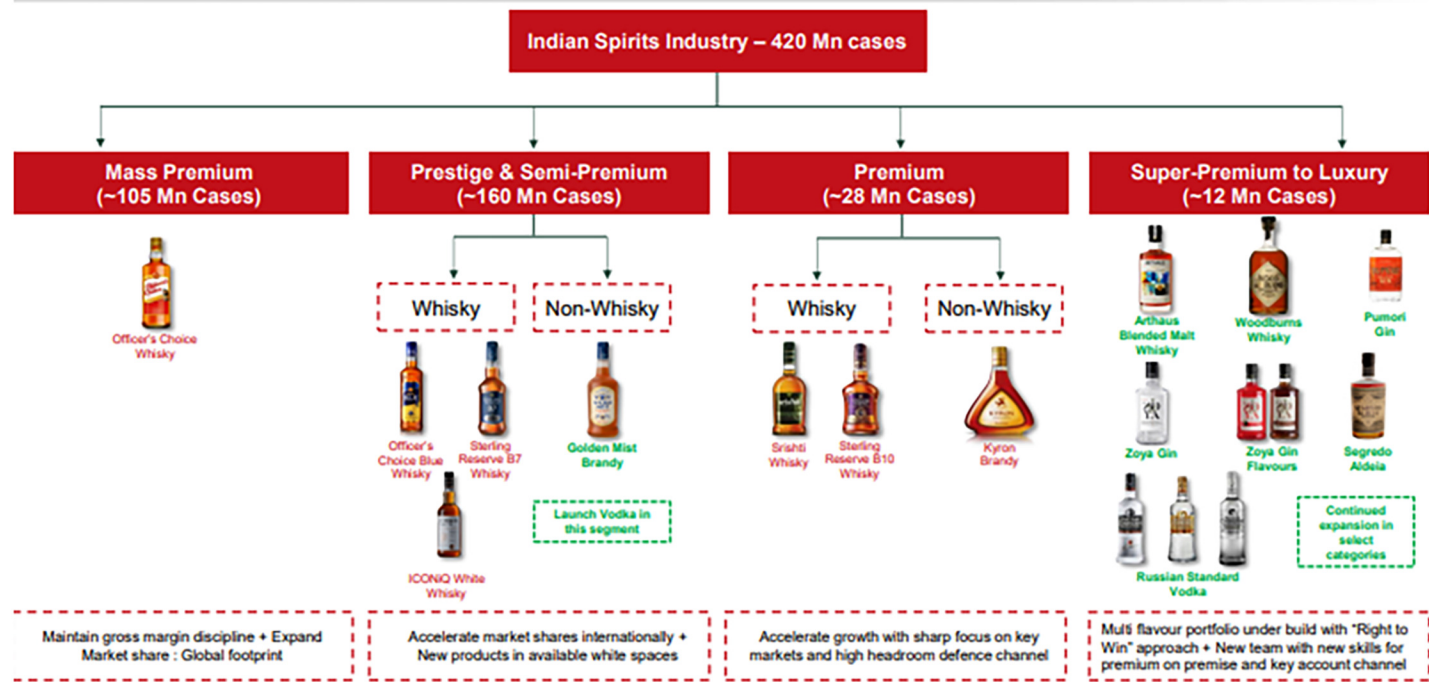 Indian Spirits Industry – 420 Mn cases
Mass Premium
(~105 Mn Cases)
Prestige & Semi-Premium
(~160 Mn Cases)
Premium
(~28 Mn Cases)
Super-Premium to Luxury
(~12 Mn Cases)
Officer's Choice
Whisky
Whisky
Non-Whisky
Officer's
Choice Blue
Whisky
Sterling
Reserve B7
Whisky
Golden Mist
Brandy
ICONiQ White
Whisky
Launch Vodka in
this segment
Whisky
Non-Whisky
Srishti
Whisky
Sterling
Reserve B10
Whisky
Kyron
Brandy
Arthaus
Blended Malt
Whisky
Woodburns
Whisky
Pumori
Gin
Zoya Gin
Zoya Gin
Flavours
Segredo
Aldeia
Russian Standard
Vodka
Continued
expansion in
select
categories
Maintain gross margin discipline + Expand
Market share : Global footprint
Accelerate market shares internationally +
New products in available white spaces
Accelerate growth with sharp focus on key
markets and high headroom defence channel
Multi flavour portfolio under build with "Right to
Win" approach + New team with new skills for
premium on premise and key account channel